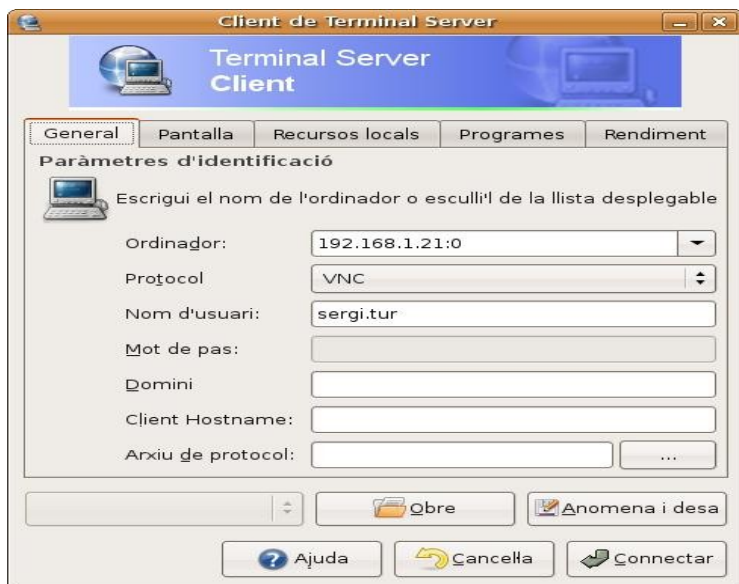 Client de Terminal Server
Terminal Server
Client
General Pantalla Recursos locals Programes Rendiment
Paràmetres d'identificació
Escrigui el nom de l'ordinador o esculli'l de la llista desplegable
Ordinador: 192.168.1.21:0
Protocol VNC
Nom d'usuari: sergi.tur
Mot de pas:
Domini
Client Hostname:
Arxiu de protocol: ...
Obre Anomena i desa
Ajuda Cancel·la Connectar